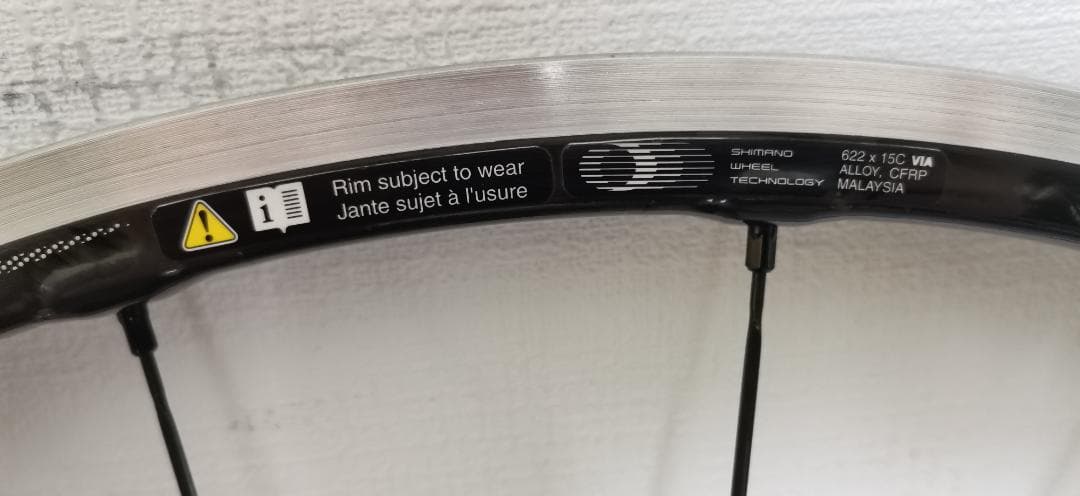 Rim subject to wear
Jante sujet à l'usure
SHIMANO
WHEEL
TECHNOLOGY
622 x 15C VIA
ALLOY, CFRP
MALAYSIA